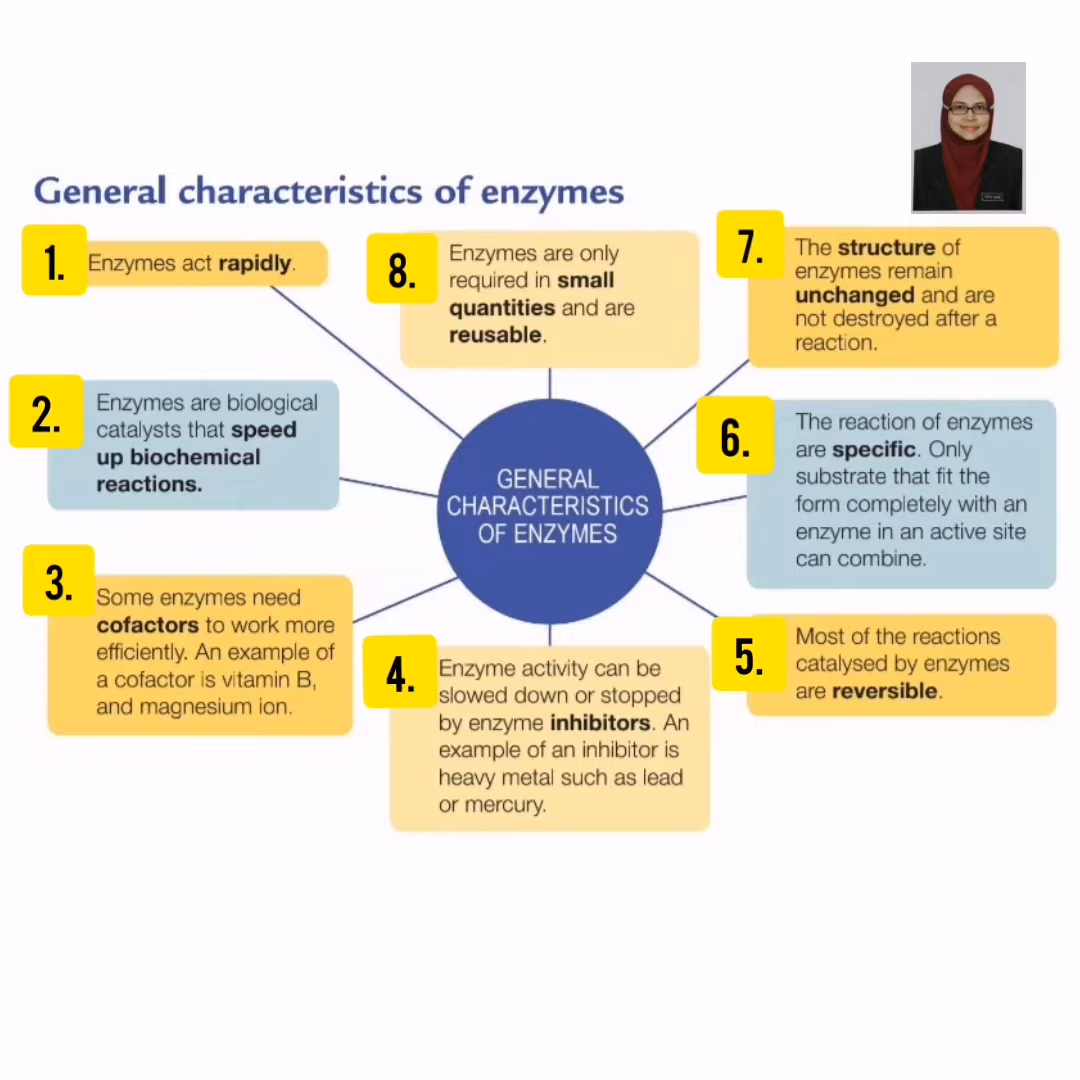 General characteristics of enzymes
1.
Enzymes act rapidly.
2.
Enzymes are biological
catalysts that speed
up biochemical
reactions.
3.
Some enzymes need
cofactors to work more
efficiently. An example of
a cofactor is vitamin B,
and magnesium ion.
4.
Enzyme activity can be
slowed down or stopped
by enzyme inhibitors. An
example of an inhibitor is
heavy metal such as lead
or mercury.
5.
Most of the reactions
catalysed by enzymes
are reversible.
6.
The reaction of enzymes
are specific. Only
substrate that fit the
form completely with an
enzyme in an active site
can combine.
7.
The structure of
enzymes remain
unchanged and are
not destroyed after a
reaction.
8.
Enzymes are only
required in small
quantities and are
reusable.
GENERAL
CHARACTERISTICS
OF ENZYMES